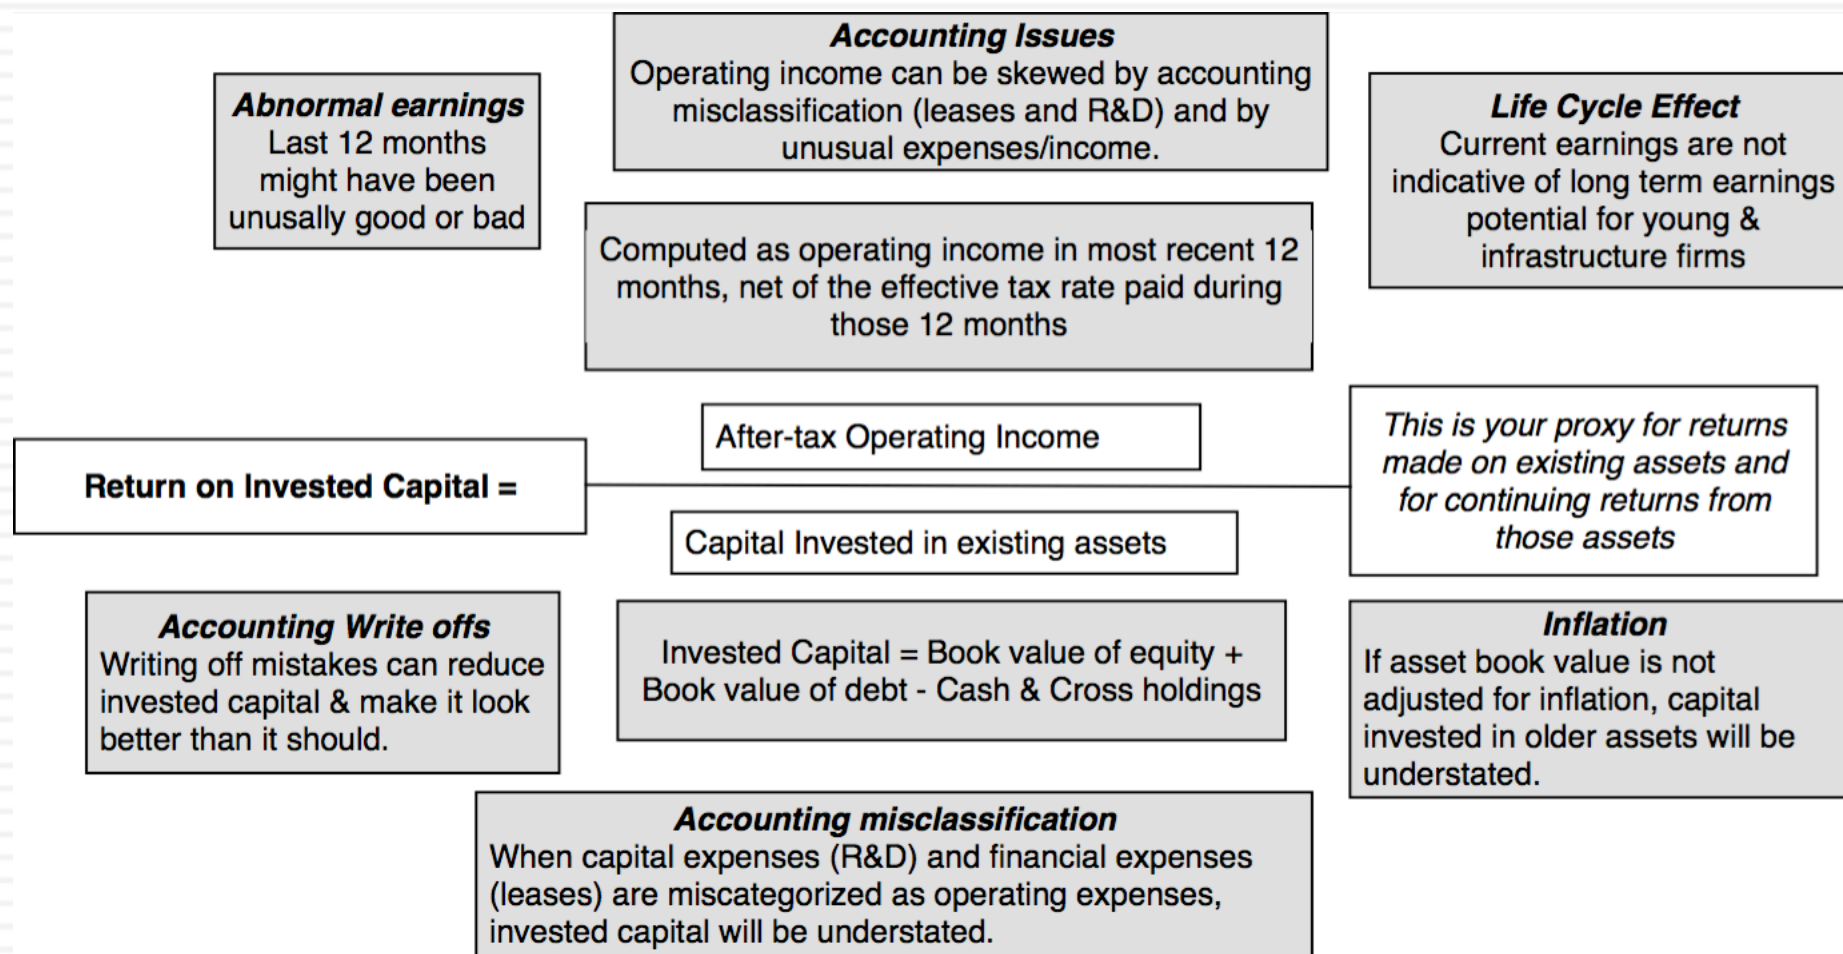 Accounting Issues
Operating income can be skewed by accounting
misclassification (leases and R&D) and by
unusual expenses/income.
Abnormal earnings
Last 12 months
might have been
unusally good or bad
Life Cycle Effect
Current earnings are not
indicative of long term earnings
potential for young &
infrastructure firms
Computed as operating income in most recent 12
months, net of the effective tax rate paid during
those 12 months
Return on Invested Capital =
After-tax Operating Income
Capital Invested in existing assets
This is your proxy for returns
made on existing assets and
for continuing returns from
those assets
Accounting Write offs
Writing off mistakes can reduce
invested capital & make it look
better than it should.
Invested Capital = Book value of equity +
Book value of debt - Cash & Cross holdings
Inflation
If asset book value is not
adjusted for inflation, capital
invested in older assets will be
understated.
Accounting misclassification
When capital expenses (R&D) and financial expenses
(leases) are miscategorized as operating expenses,
invested capital will be understated.